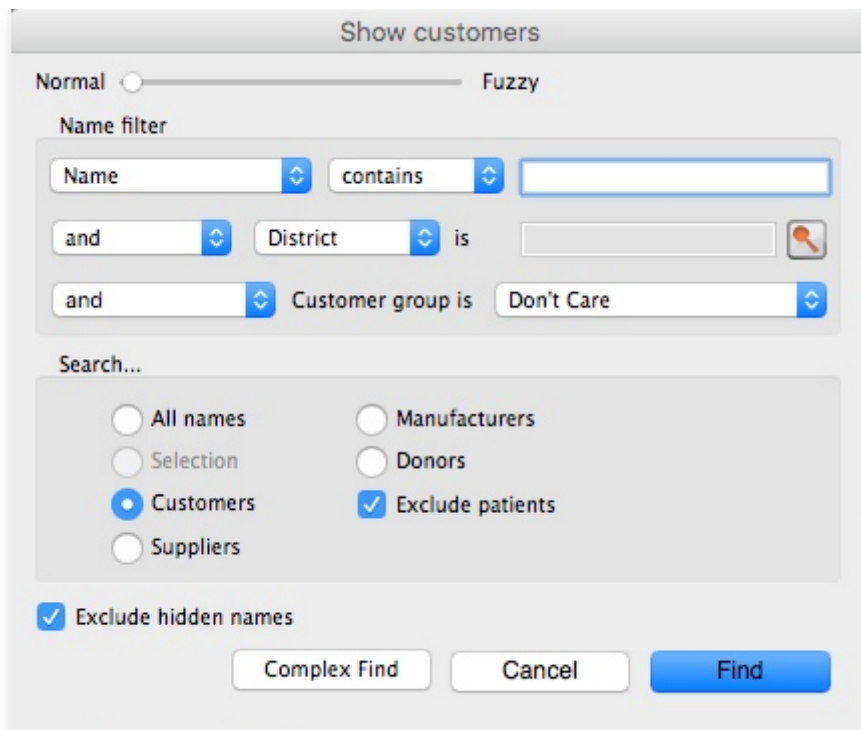 Show customers
Normal Fuzzy
Name filter
Name contains
and District is
and Customer group is Don't Care
Search...
All names Manufacturers
Selection Donors
Customers Exclude patients
Suppliers
Exclude hidden names
Complex Find Cancel Find